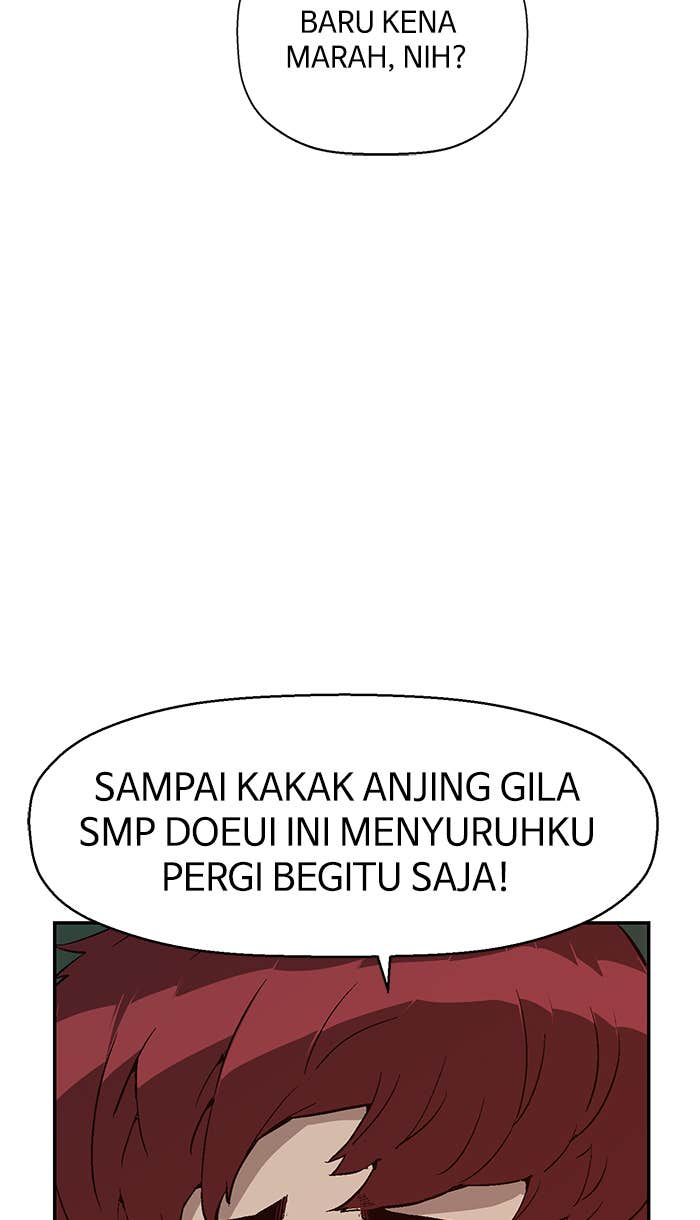 BARU KENA
MARAH, NIH?
SAMPAI KAKAK ANJING GILA
SMP DOEUI INI MENYURUHKU
PERGI BEGITU SAJA!